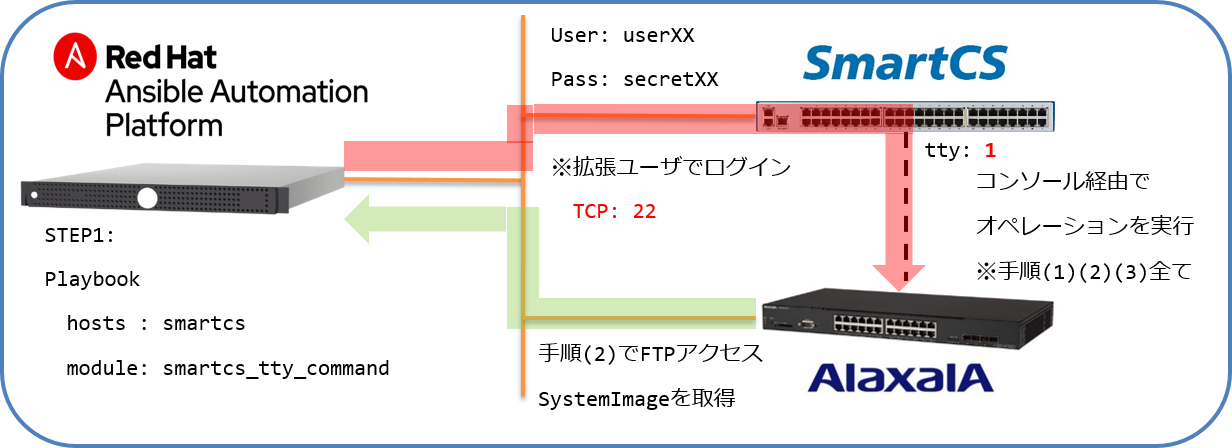 Red Hat
Ansible Automation
Platform
User: userXX
Pass: secretXX
SmartCS
※拡張ユーザでログイン
TCP: 22
tty: 1
コンソール経由で
オペレーションを実行
※手順(1)(2)(3)全て
STEP1:
Playbook
hosts : smartcs
module: smartcs_tty_command
手順(2)でFTPアクセス
SystemImageを取得
AlaxalA